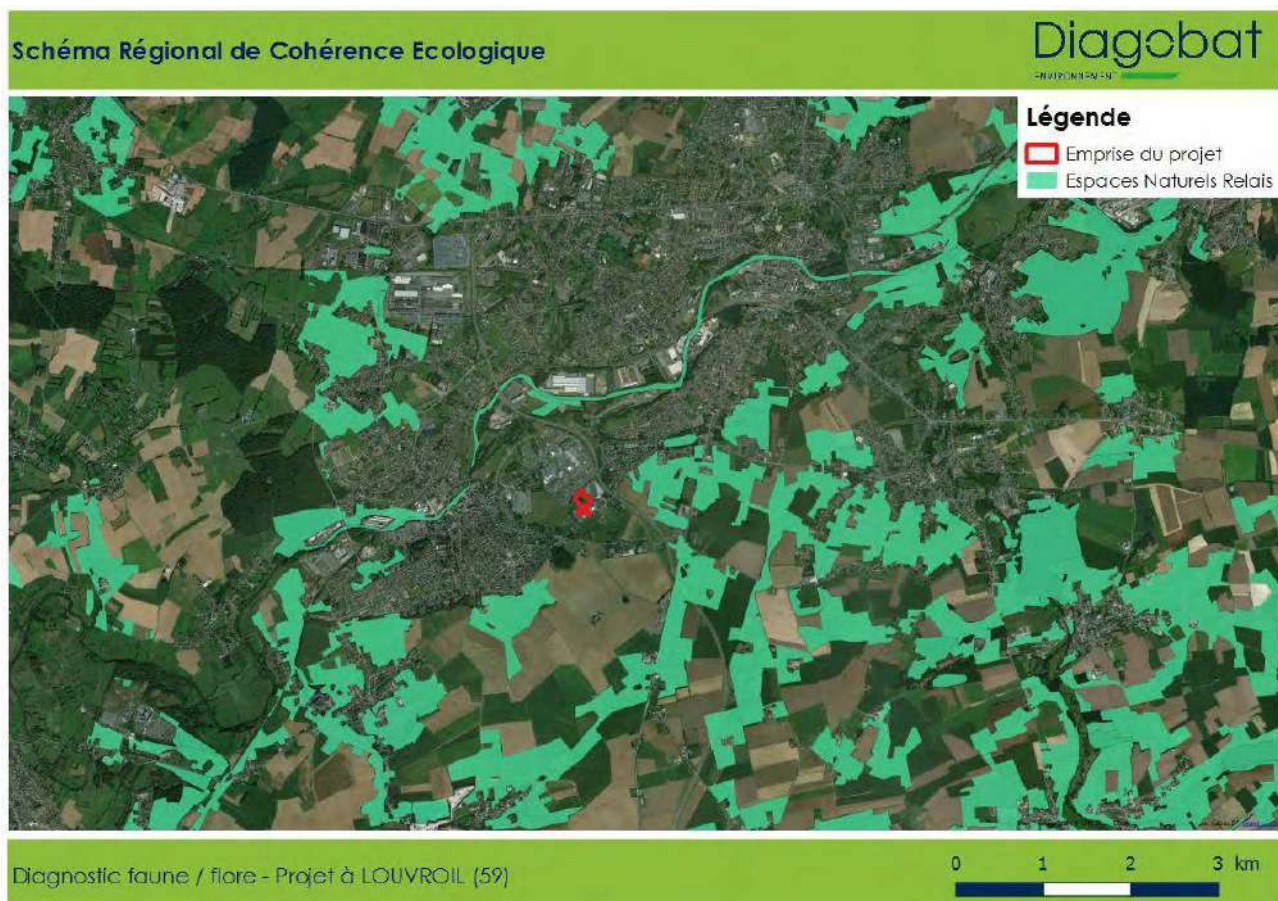 Schéma Régional de Cohérence Ecologique
Diagobat
ENVIRONNEMENT
Légende
Emprise du projet
Espaces Naturels Relais
Diagnostic faune / flore - Projet à LOUVROIL (59)
0 1 2 3 km